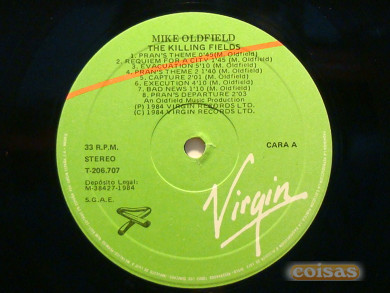 MIKE OLDFIELD
THE KILLING FIELDS
1. PRAN'S THEME 0'45 (M. Oldfield)
2. REQUIEM FOR A CITY 1'45 (M. Oldfield)
3. EVACUATION 5'10 (M. Oldfield)
4. PRAN'S THEME 2 1'40 (M. Oldfield)
5. CAPTURE 2'01 (M. Oldfield)
6. EXECUTION 4'10 (M. Oldfield)
7. BAD NEWS 1'10 (M. Oldfield)
8. PRAN'S DEPARTURE 2'03
An Oldfield Music Production
(P) 1984 VIRGIN RECORDS LTD.
(C) 1984 VIRGIN RECORDS LTD.
33 R.P.M.
STEREO
T-206.707
Depósito Legal:
M-38427-1984
S.G.A.E.
CARA A
Virgin
coisas